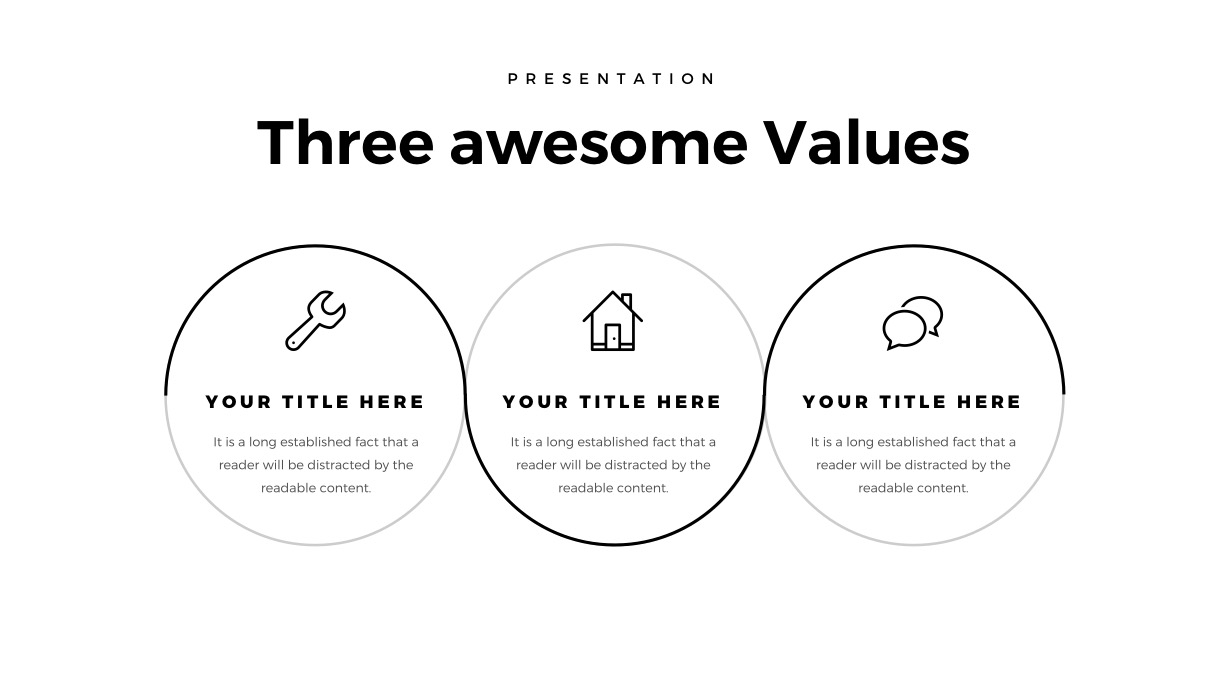 PRESENTATION
Three awesome Values
YOUR TITLE HERE
It is a long established fact that a
reader will be distracted by the
readable content.
YOUR TITLE HERE
It is a long established fact that a
reader will be distracted by the
readable content.
YOUR TITLE HERE
It is a long established fact that a
reader will be distracted by the
readable content.